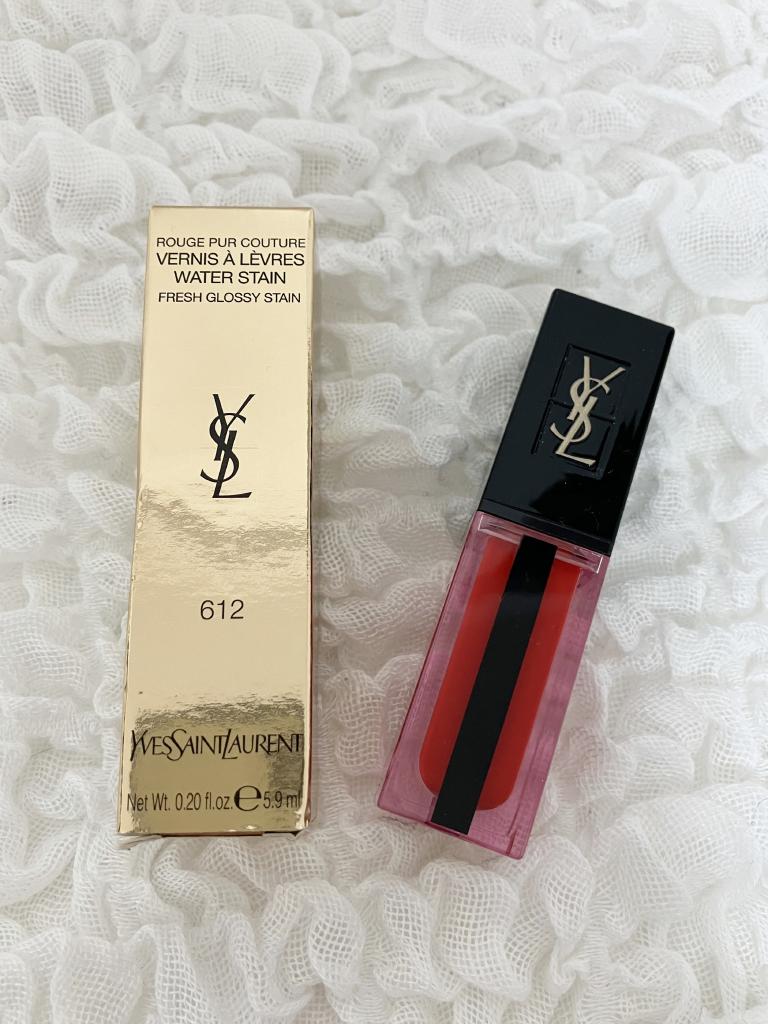 ROUGE PUR COUTURE
VERNIS À LÈVRES
WATER STAIN
FRESH GLOSSY STAIN
YSL
612
YVESSAINTLAURENT
Net Wt. 0.20 fl.oz. e 5.9 ml
YSL